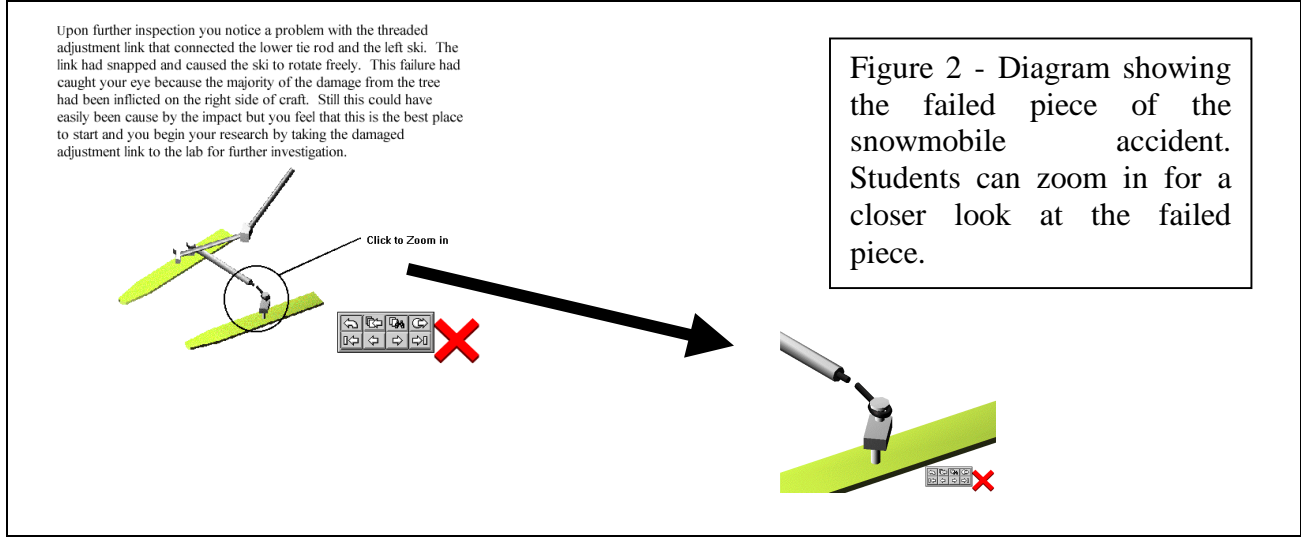 Upon further inspection you notice a problem with the threaded
adjustment link that connected the lower tie rod and the left ski. The
link had snapped and caused the ski to rotate freely. This failure had
caught your eye because the majority of the damage from the tree
had been inflicted on the right side of craft. Still this could have
easily been cause by the impact but you feel that this is the best place
to start and you begin your research by taking the damaged
adjustment link to the lab for further investigation.
Click to Zoom in
Figure 2 - Diagram showing
the failed piece of the
snowmobile accident.
Students can zoom in for a
closer look at the failed
piece.